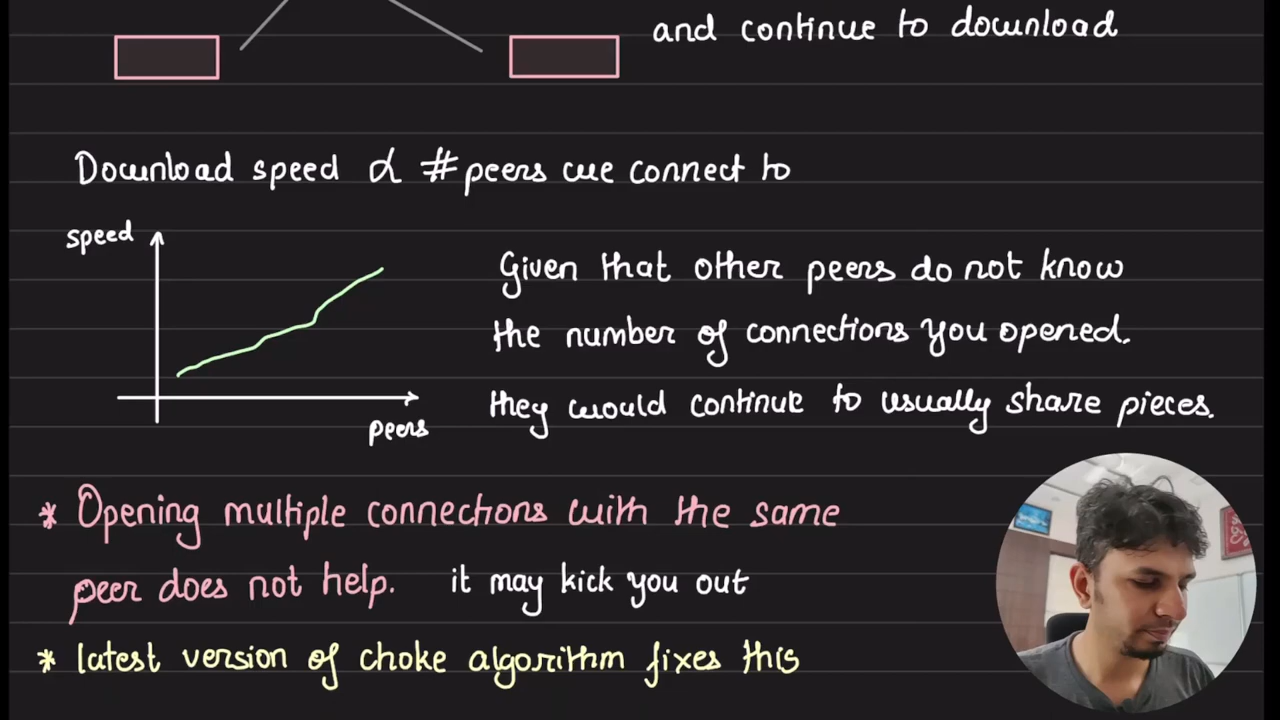 and continue to download
Download speed α #peers we connect to
speed
Given that other peers do not know
the number of connections you opened.
they would continue to usually share pieces.
peers
* Opening multiple connections with the same
peer does not help. it may kick you out
* latest version of choke algorithm fixes this